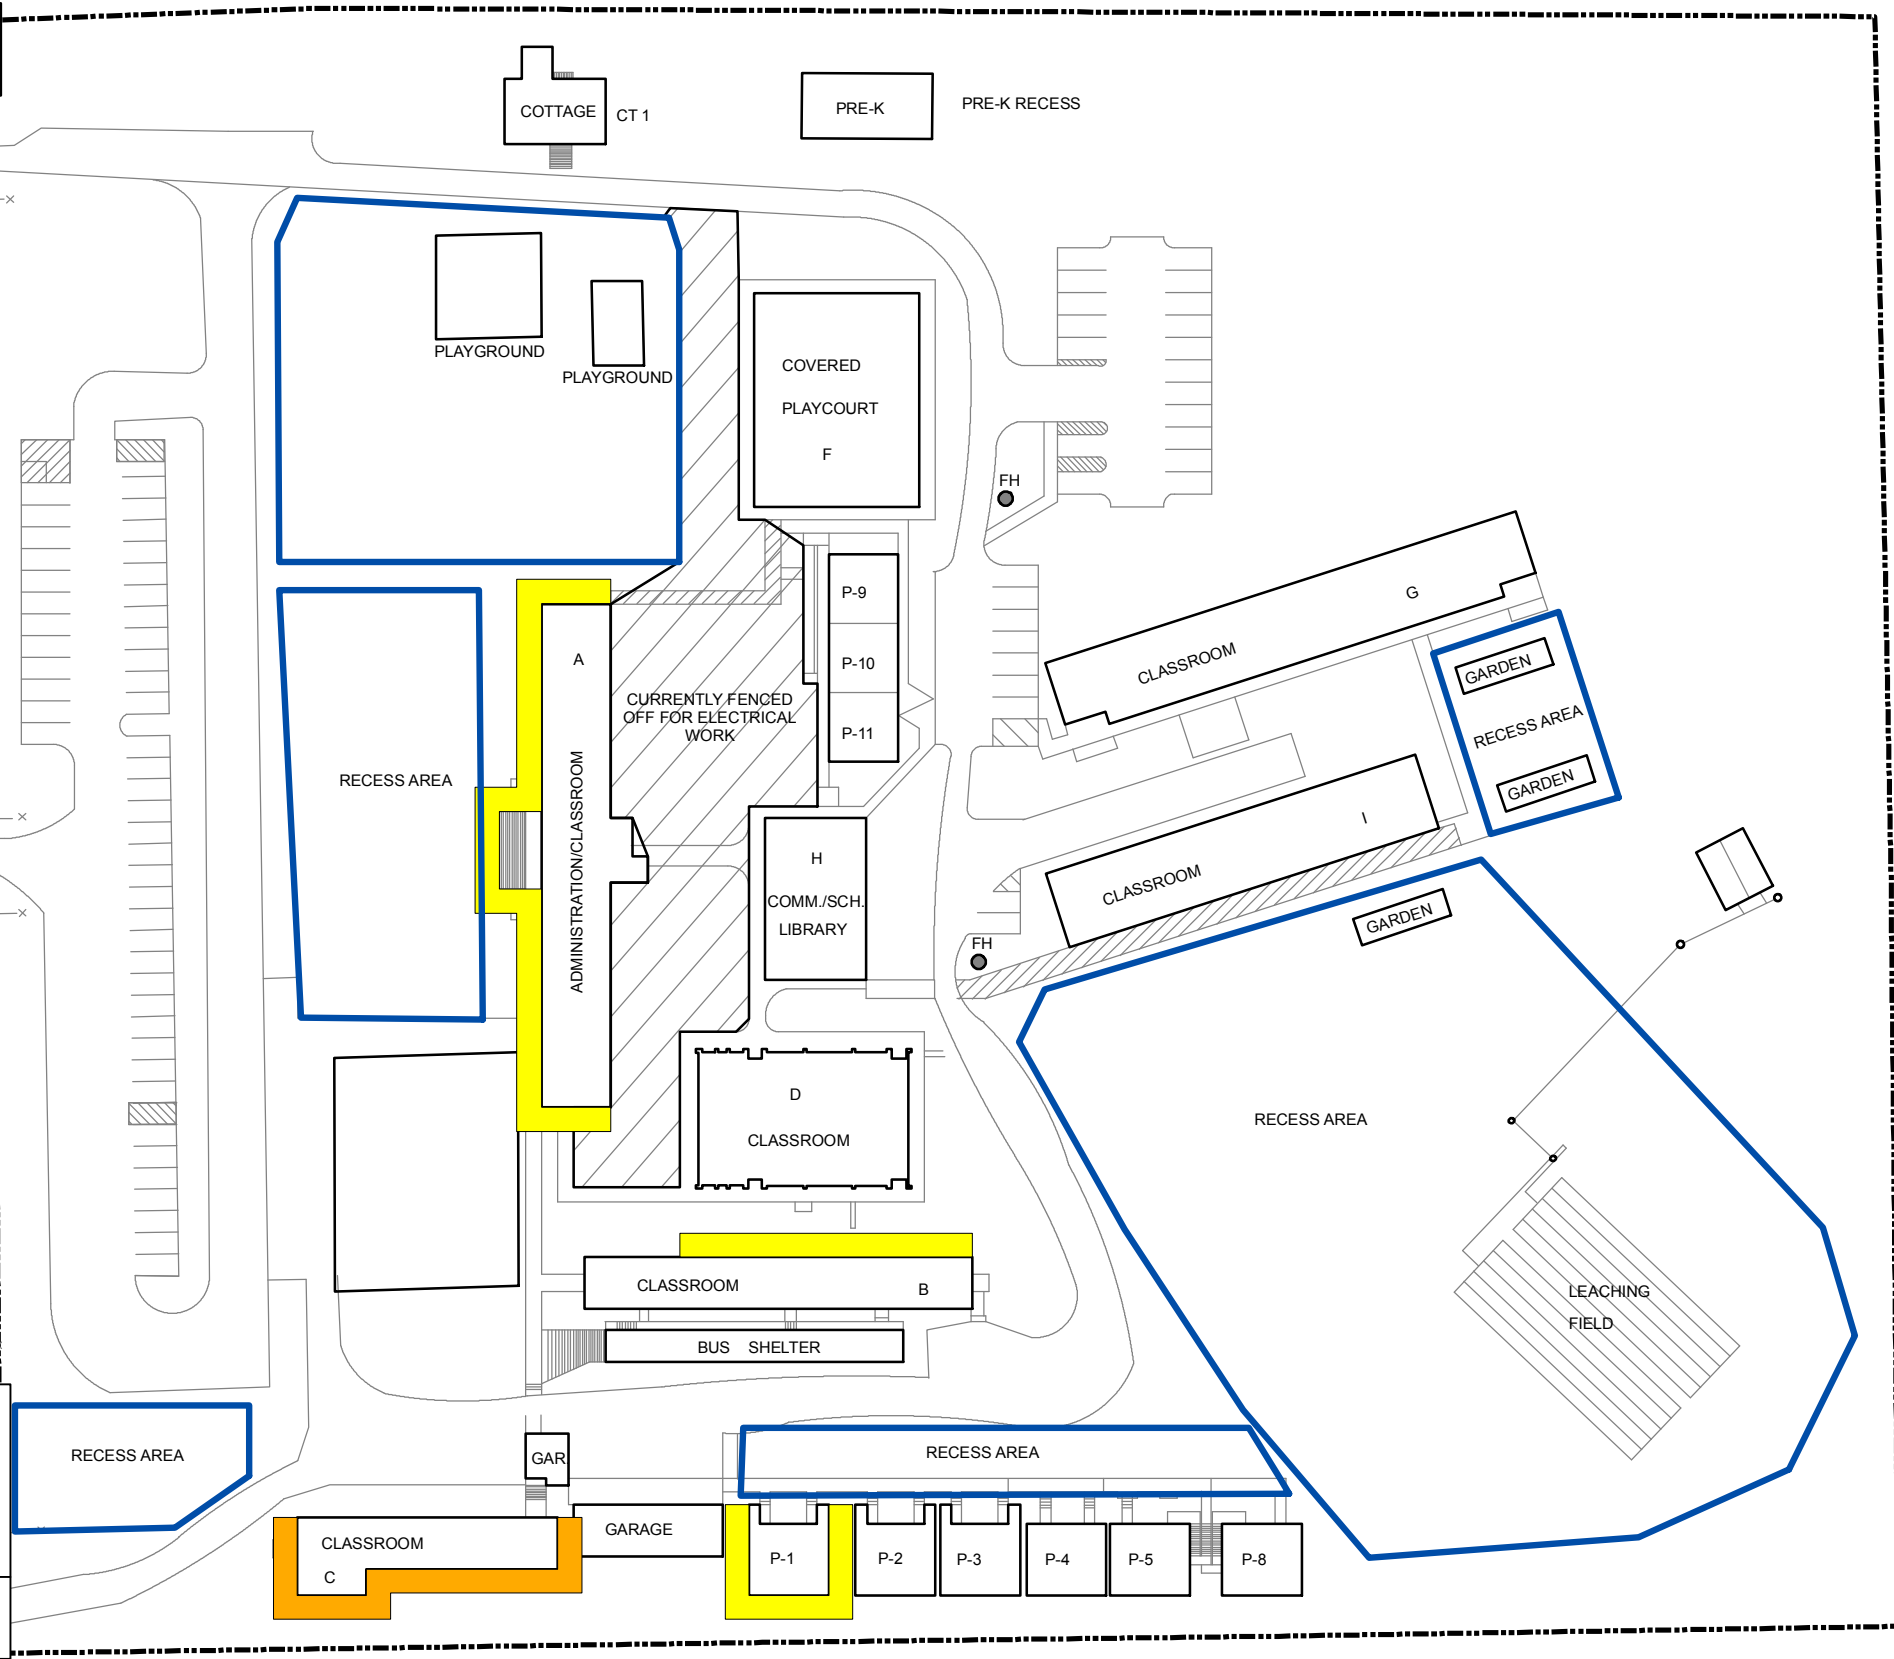 COTTAGE
CT 1
PRE-K
PRE-K RECESS
PLAYGROUND
PLAYGROUND
COVERED
PLAYCOURT
F
FH
P-9
P-10
P-11
A
ADMINISTRATION/CLASSROOM
CURRENTLY FENCED
OFF FOR ELECTRICAL
WORK
RECESS AREA
G
CLASSROOM
GARDEN
RECESS AREA
GARDEN
I
CLASSROOM
GARDEN
H
COMM./SCH.
LIBRARY
FH
D
CLASSROOM
RECESS AREA
LEACHING
FIELD
CLASSROOM
B
BUS SHELTER
RECESS AREA
GAR.
RECESS AREA
CLASSROOM
C
GARAGE
P-1
P-2
P-3
P-4
P-5
P-8